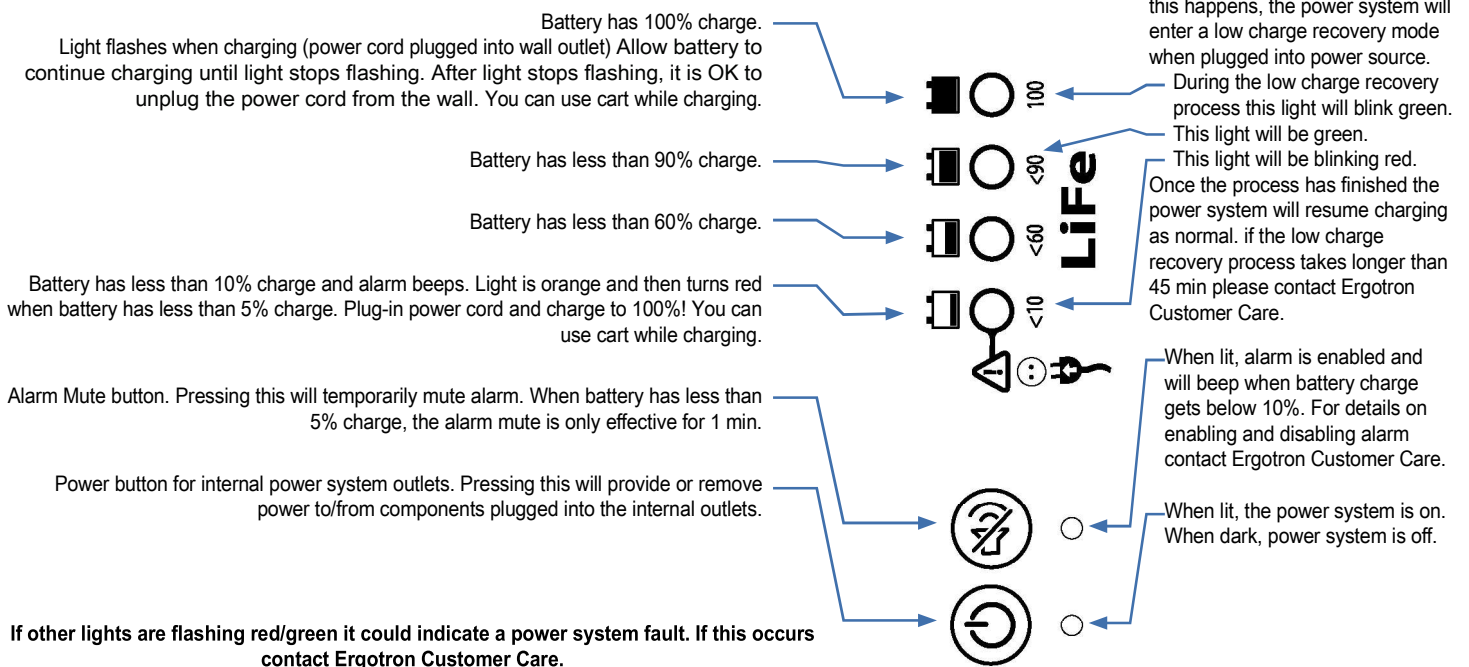 Battery has 100% charge.
Light flashes when charging (power cord plugged into wall outlet) Allow battery to
continue charging until light stops flashing. After light stops flashing, it is OK to
unplug the power cord from the wall. You can use cart while charging.
Battery has less than 90% charge.
Battery has less than 60% charge.
Battery has less than 10% charge and alarm beeps. Light is orange and then turns red
when battery has less than 5% charge. Plug-in power cord and charge to 100%! You can
use cart while charging.
Alarm Mute button. Pressing this will temporarily mute alarm. When battery has less than
5% charge, the alarm mute is only effective for 1 min.
Power button for internal power system outlets. Pressing this will provide or remove
power to/from components plugged into the internal outlets.
If other lights are flashing red/green it could indicate a power system fault. If this occurs
contact Ergotron Customer Care.
100
<90
<60
<10
LiFe
this happens, the power system will
enter a low charge recovery mode
when plugged into power source.
During the low charge recovery
process this light will blink green.
This light will be green.
This light will be blinking red.
Once the process has finished the
power system will resume charging
as normal. if the low charge
recovery process takes longer than
45 min please contact Ergotron
Customer Care.
When lit, alarm is enabled and
will beep when battery charge
gets below 10%. For details on
enabling and disabling alarm
contact Ergotron Customer Care.
When lit, the power system is on.
When dark, power system is off.